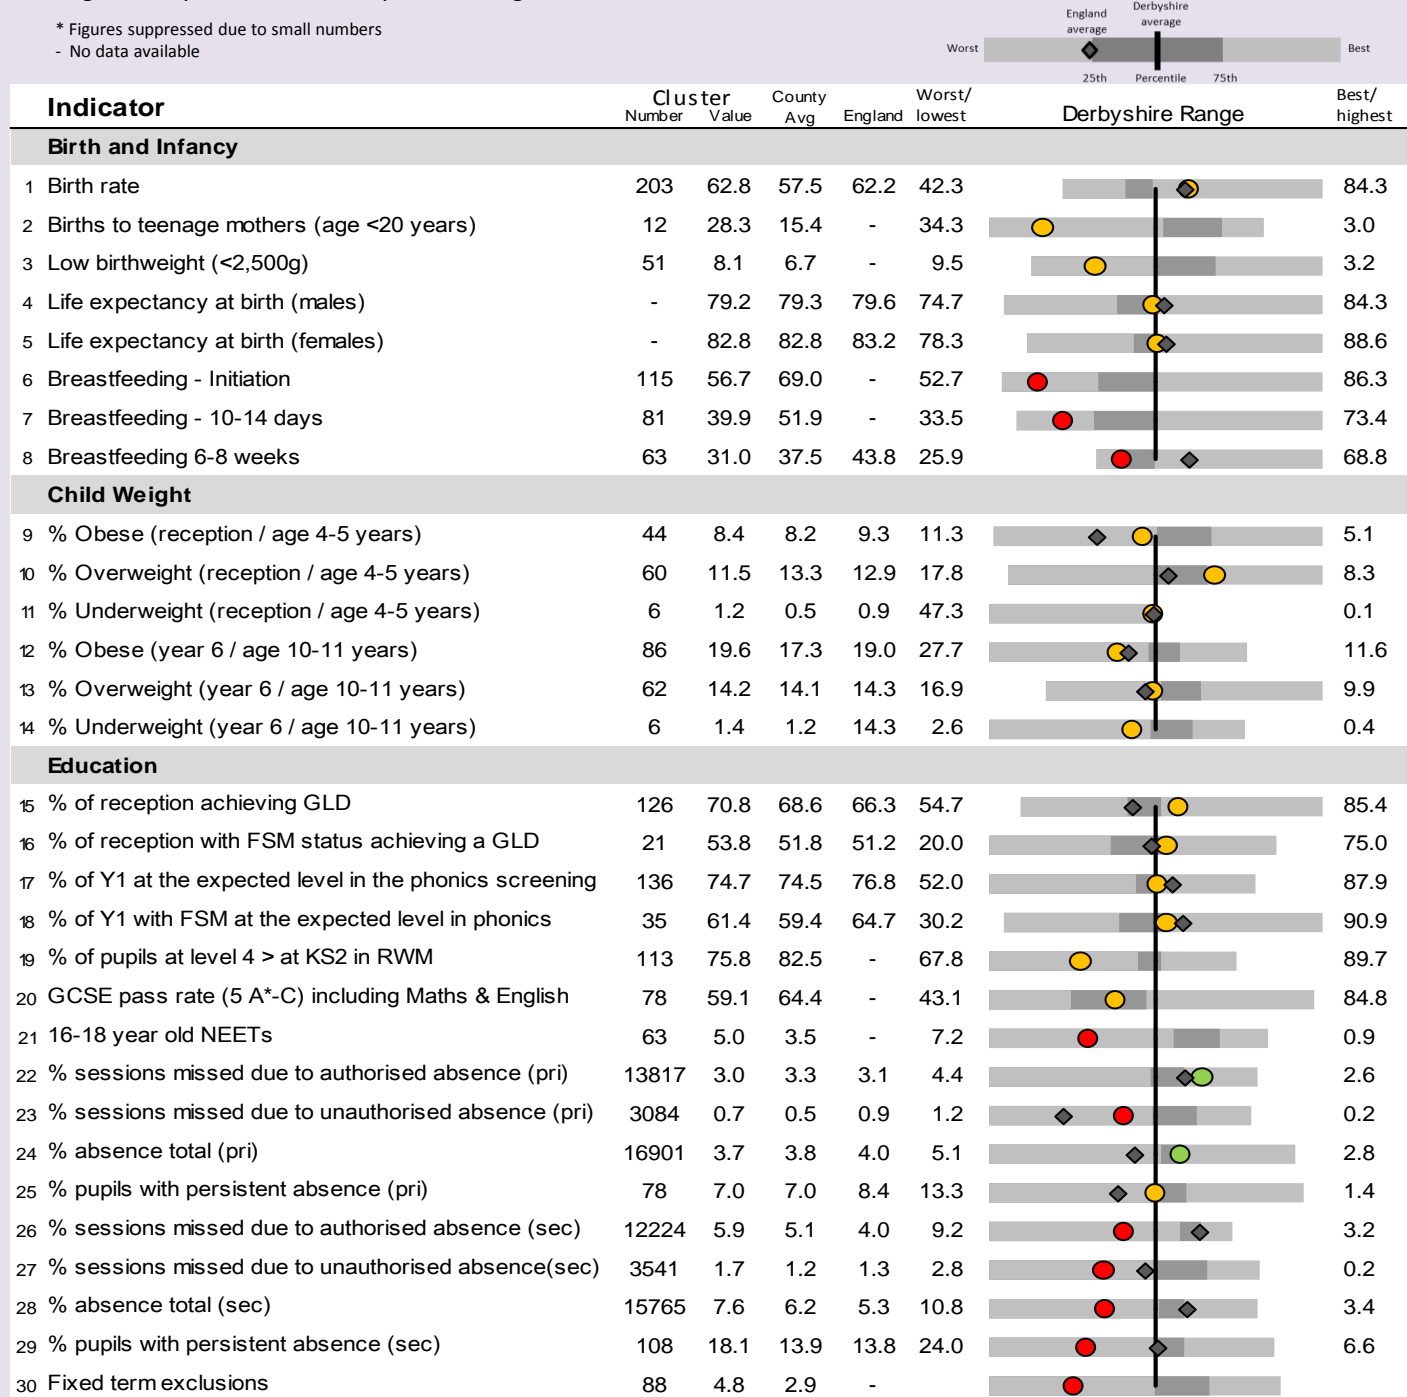 * Figures suppressed due to small numbers
- No data available
England average
Derbyshire average
Worst
Best
25th Percentile 75th
Indicator Cluster Number Value County Avg England Worst/ lowest Derbyshire Range Best/ highest
Birth and Infancy
1 Birth rate 203 62.8 57.5 62.2 42.3 84.3
2 Births to teenage mothers (age <20 years) 12 28.3 15.4 - 34.3 3.0
3 Low birthweight (<2,500g) 51 8.1 6.7 - 9.5 3.2
4 Life expectancy at birth (males) - 79.2 79.3 79.6 74.7 84.3
5 Life expectancy at birth (females) - 82.8 82.8 83.2 78.3 88.6
6 Breastfeeding - Initiation 115 56.7 69.0 - 52.7 86.3
7 Breastfeeding - 10-14 days 81 39.9 51.9 - 33.5 73.4
8 Breastfeeding 6-8 weeks 63 31.0 37.5 43.8 25.9 68.8
Child Weight
9 % Obese (reception / age 4-5 years) 44 8.4 8.2 9.3 11.3 5.1
10 % Overweight (reception / age 4-5 years) 60 11.5 13.3 12.9 17.8 8.3
11 % Underweight (reception / age 4-5 years) 6 1.2 0.5 0.9 47.3 0.1
12 % Obese (year 6 / age 10-11 years) 86 19.6 17.3 19.0 27.7 11.6
13 % Overweight (year 6 / age 10-11 years) 62 14.2 14.1 14.3 16.9 9.9
14 % Underweight (year 6 / age 10-11 years) 6 1.4 1.2 14.3 2.6 0.4
Education
15 % of reception achieving GLD 126 70.8 68.6 66.3 54.7 85.4
16 % of reception with FSM status achieving a GLD 21 53.8 51.8 51.2 20.0 75.0
17 % of Y1 at the expected level in the phonics screening 136 74.7 74.5 76.8 52.0 87.9
18 % of Y1 with FSM at the expected level in phonics 35 61.4 59.4 64.7 30.2 90.9
19 % of pupils at level 4 > at KS2 in RWM 113 75.8 82.5 - 67.8 89.7
20 GCSE pass rate (5 A*-C) including Maths & English 78 59.1 64.4 - 43.1 84.8
21 16-18 year old NEETs 63 5.0 3.5 - 7.2 0.9
22 % sessions missed due to authorised absence (pri) 13817 3.0 3.3 3.1 4.4 2.6
23 % sessions missed due to unauthorised absence (pri) 3084 0.7 0.5 0.9 1.2 0.2
24 % absence total (pri) 16901 3.7 3.8 4.0 5.1 2.8
25 % pupils with persistent absence (pri) 78 7.0 7.0 8.4 13.3 1.4
26 % sessions missed due to authorised absence (sec) 12224 5.9 5.1 4.0 9.2 3.2
27 % sessions missed due to unauthorised absence(sec) 3541 1.7 1.2 1.3 2.8 0.2
28 % absence total (sec) 15765 7.6 6.2 5.3 10.8 3.4
29 % pupils with persistent absence (sec) 108 18.1 13.9 13.8 24.0 6.6
30 Fixed term exclusions 88 4.8 2.9 -